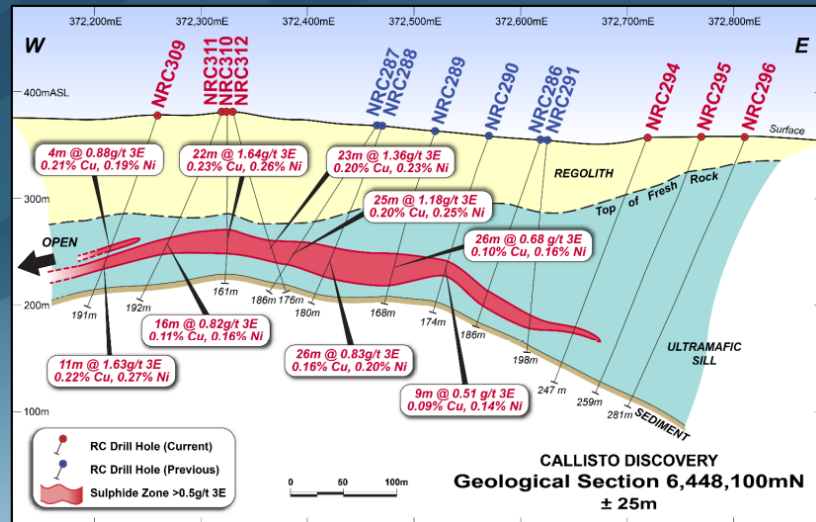 372,200mE
372,300mE
372,400mE
372,500mE
372,600mE
372,700mE
372,800mE
W
E
NRC309
NRC311
NRC310
NRC312
NRC287
NRC288
NRC289
NRC290
NRC286
NRC291
NRC294
NRC295
NRC296
400mASL
Surface
4m @ 0.88g/t 3E
0.21% Cu, 0.19% Ni
22m @ 1.64g/t 3E
0.23% Cu, 0.26% Ni
23m @ 1.36g/t 3E
0.20% Cu, 0.23% Ni
REGOLITH
300m
25m @ 1.18g/t 3E
0.20% Cu, 0.25% Ni
Top of Fresh Rock
OPEN
26m @ 0.68 g/t 3E
0.10% Cu, 0.16% Ni
200m
191m
192m
161m
186m
176m
180m
168m
174m
186m
198m
247 m
259m
281m
16m @ 0.82g/t 3E
0.11% Cu, 0.16% Ni
ULTRAMAFIC
SILL
11m @ 1.63g/t 3E
0.22% Cu, 0.27% Ni
26m @ 0.83g/t 3E
0.16% Cu, 0.20% Ni
9m @ 0.51 g/t 3E
0.09% Cu, 0.14% Ni
100m
SEDIMENT
RC Drill Hole (Current)
RC Drill Hole (Previous)
Sulphide Zone >0.5g/t 3E
0
50
100m
CALLISTO DISCOVERY
Geological Section 6,448,100mN
± 25m